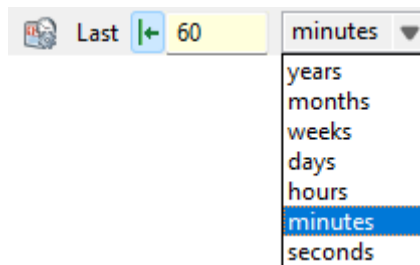 Last 60 minutes
years
months
weeks
days
hours
minutes
seconds